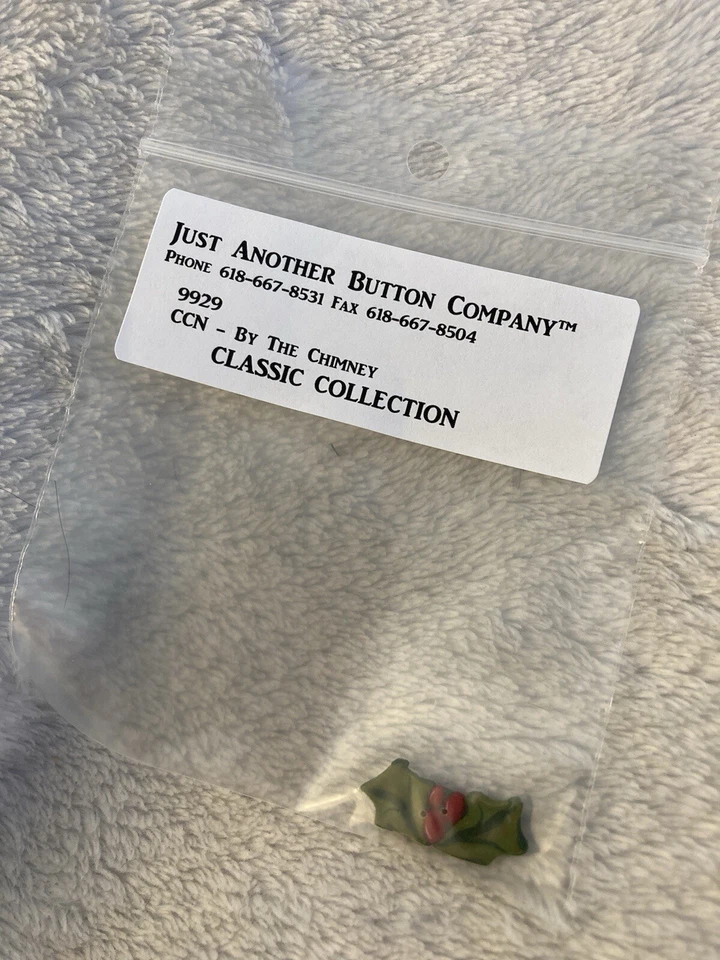 Just Another Button Company™
Phone 618-667-8531 Fax 618-667-8504
9929
CCN - By The Chimney
CLASSIC COLLECTION